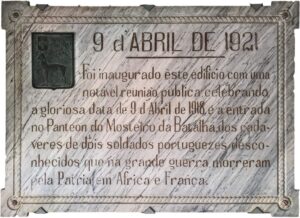 9 d'ABRIL DE 1921
Foi inaugurado este edificio com uma
notavel reunião publica celebrando
a gloriosa data de 9 d'Abril de 1918, e a entrada
no Panteon do Mosteiro da Batalha, dos cada-
veres de dois soldados portuguezes desco-
nhecidos que na grande guerra morreram
pela Patria em Africa e França.